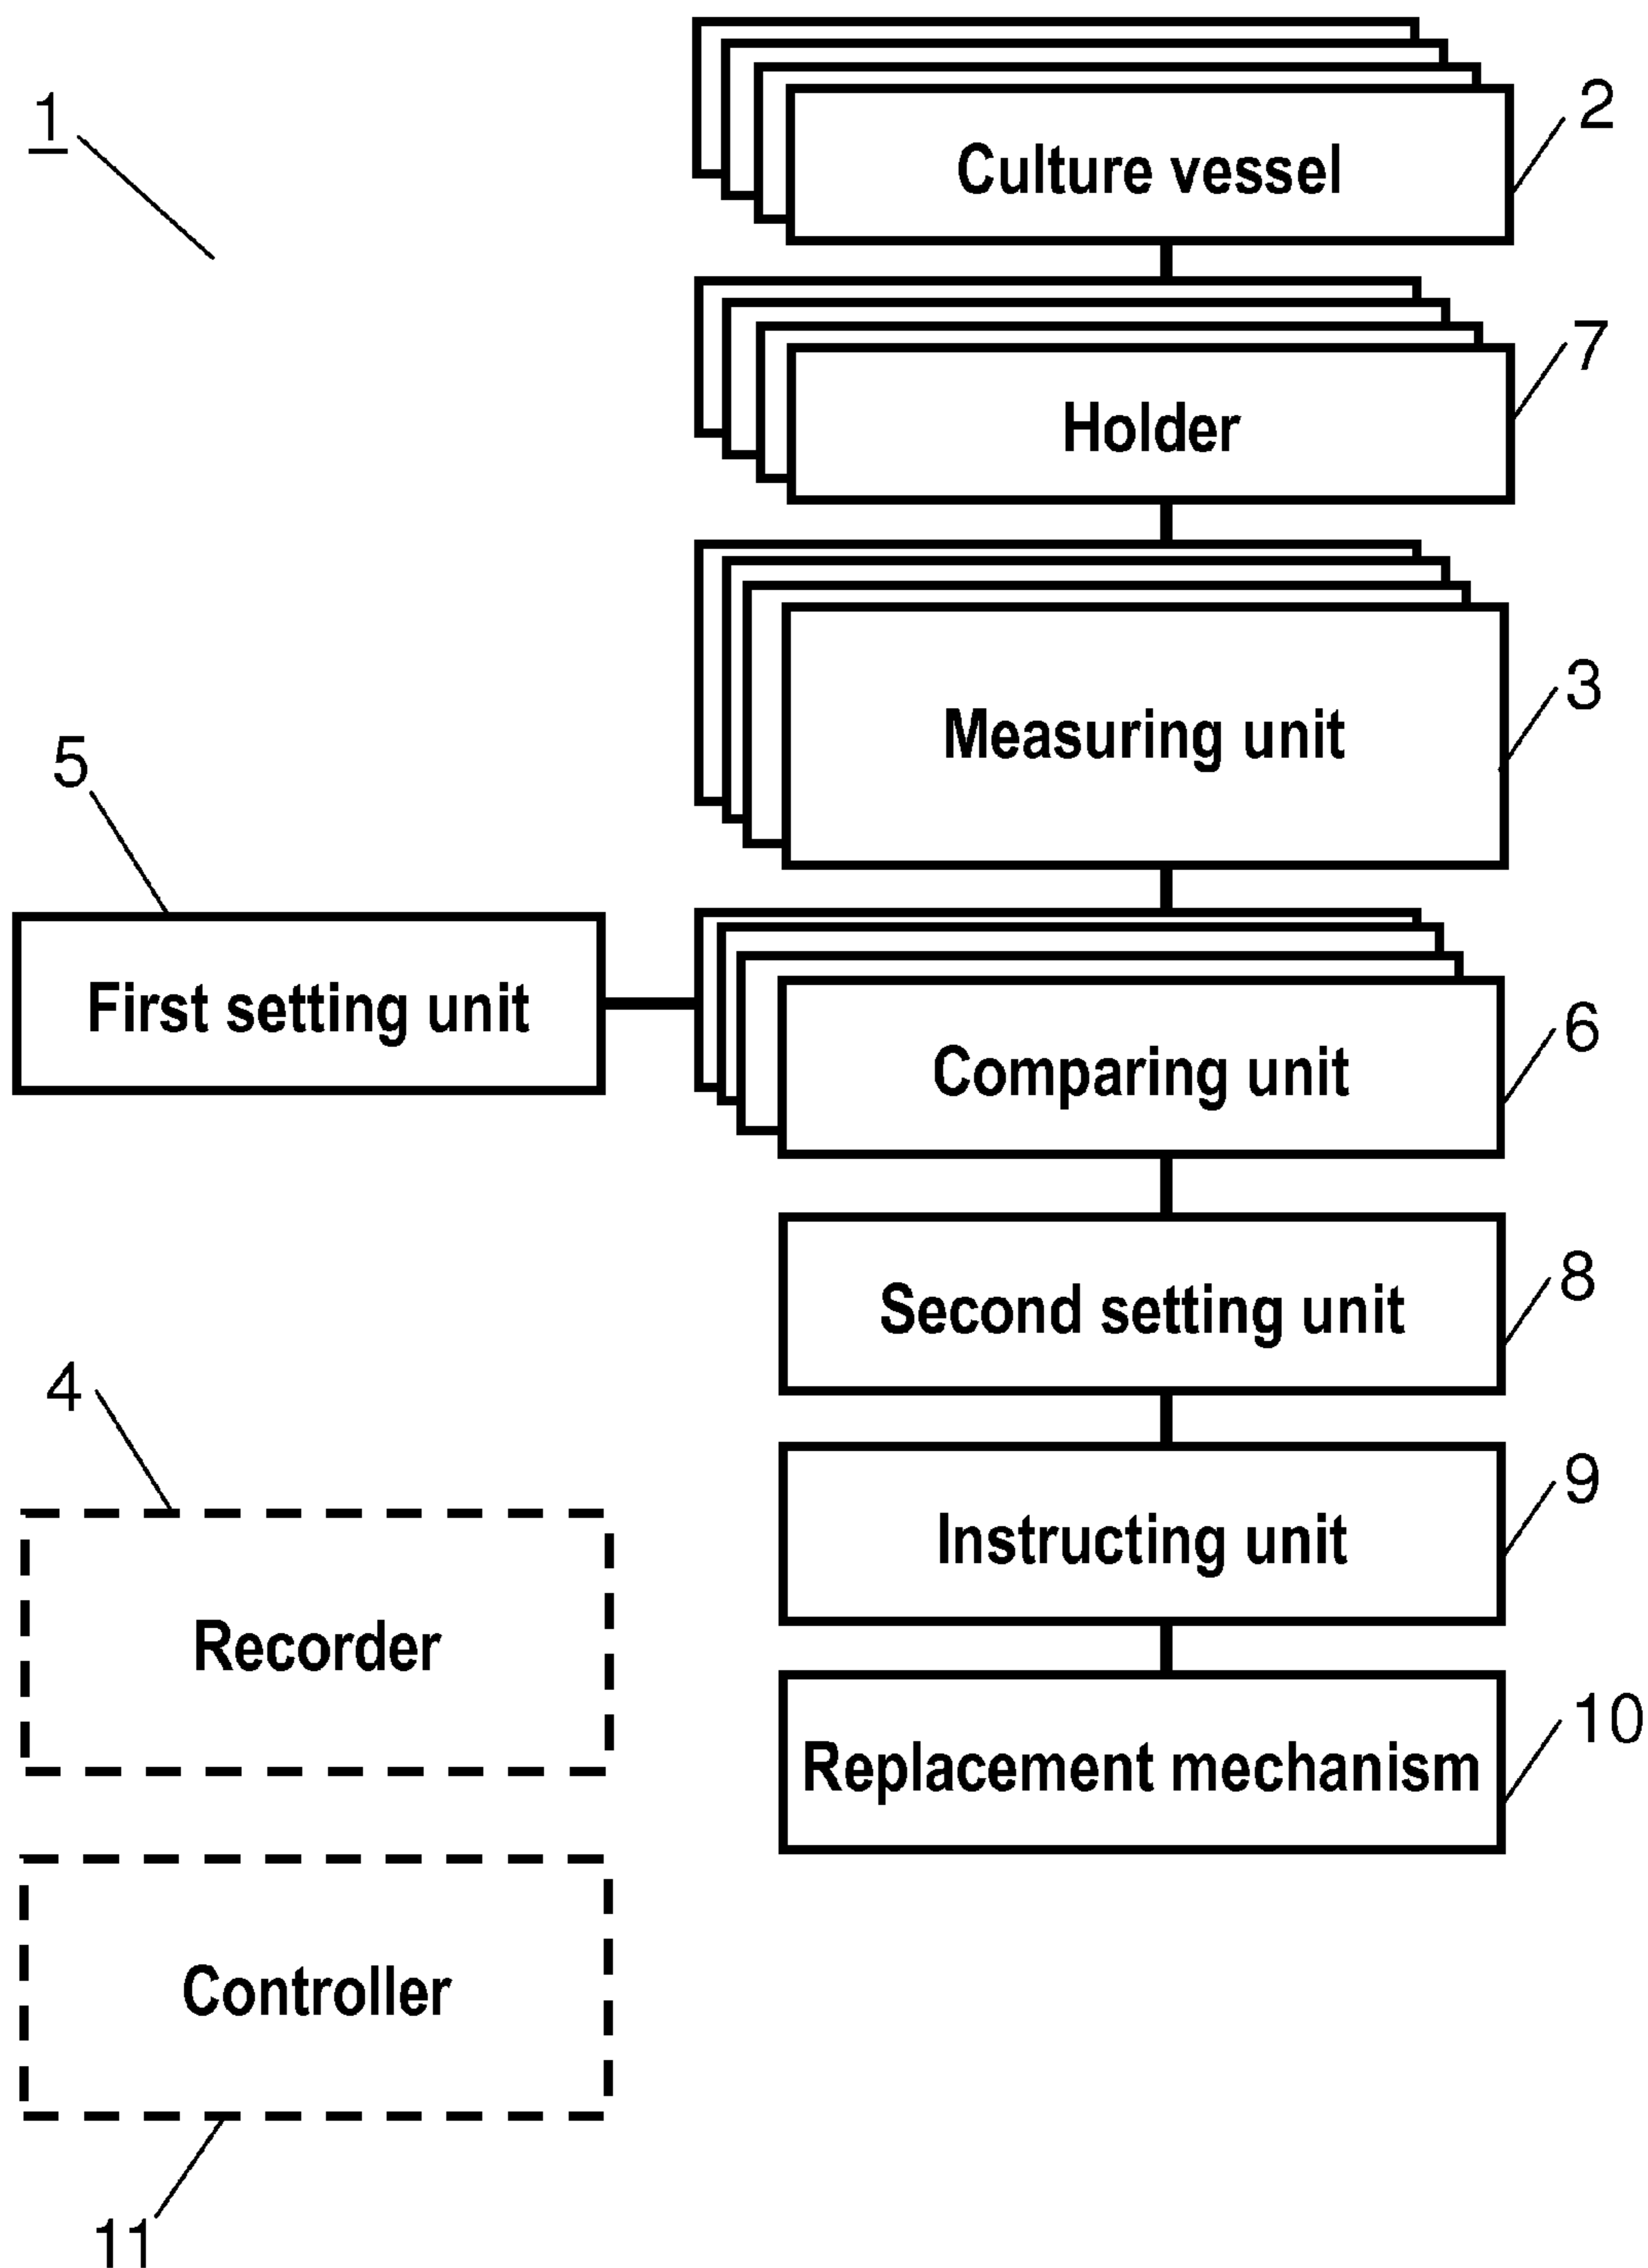 1
2
Culture vessel
7
Holder
3
Measuring unit
5
First setting unit
6
Comparing unit
8
Second setting unit
4
9
Instructing unit
Recorder
10
Replacement mechanism
Controller
11